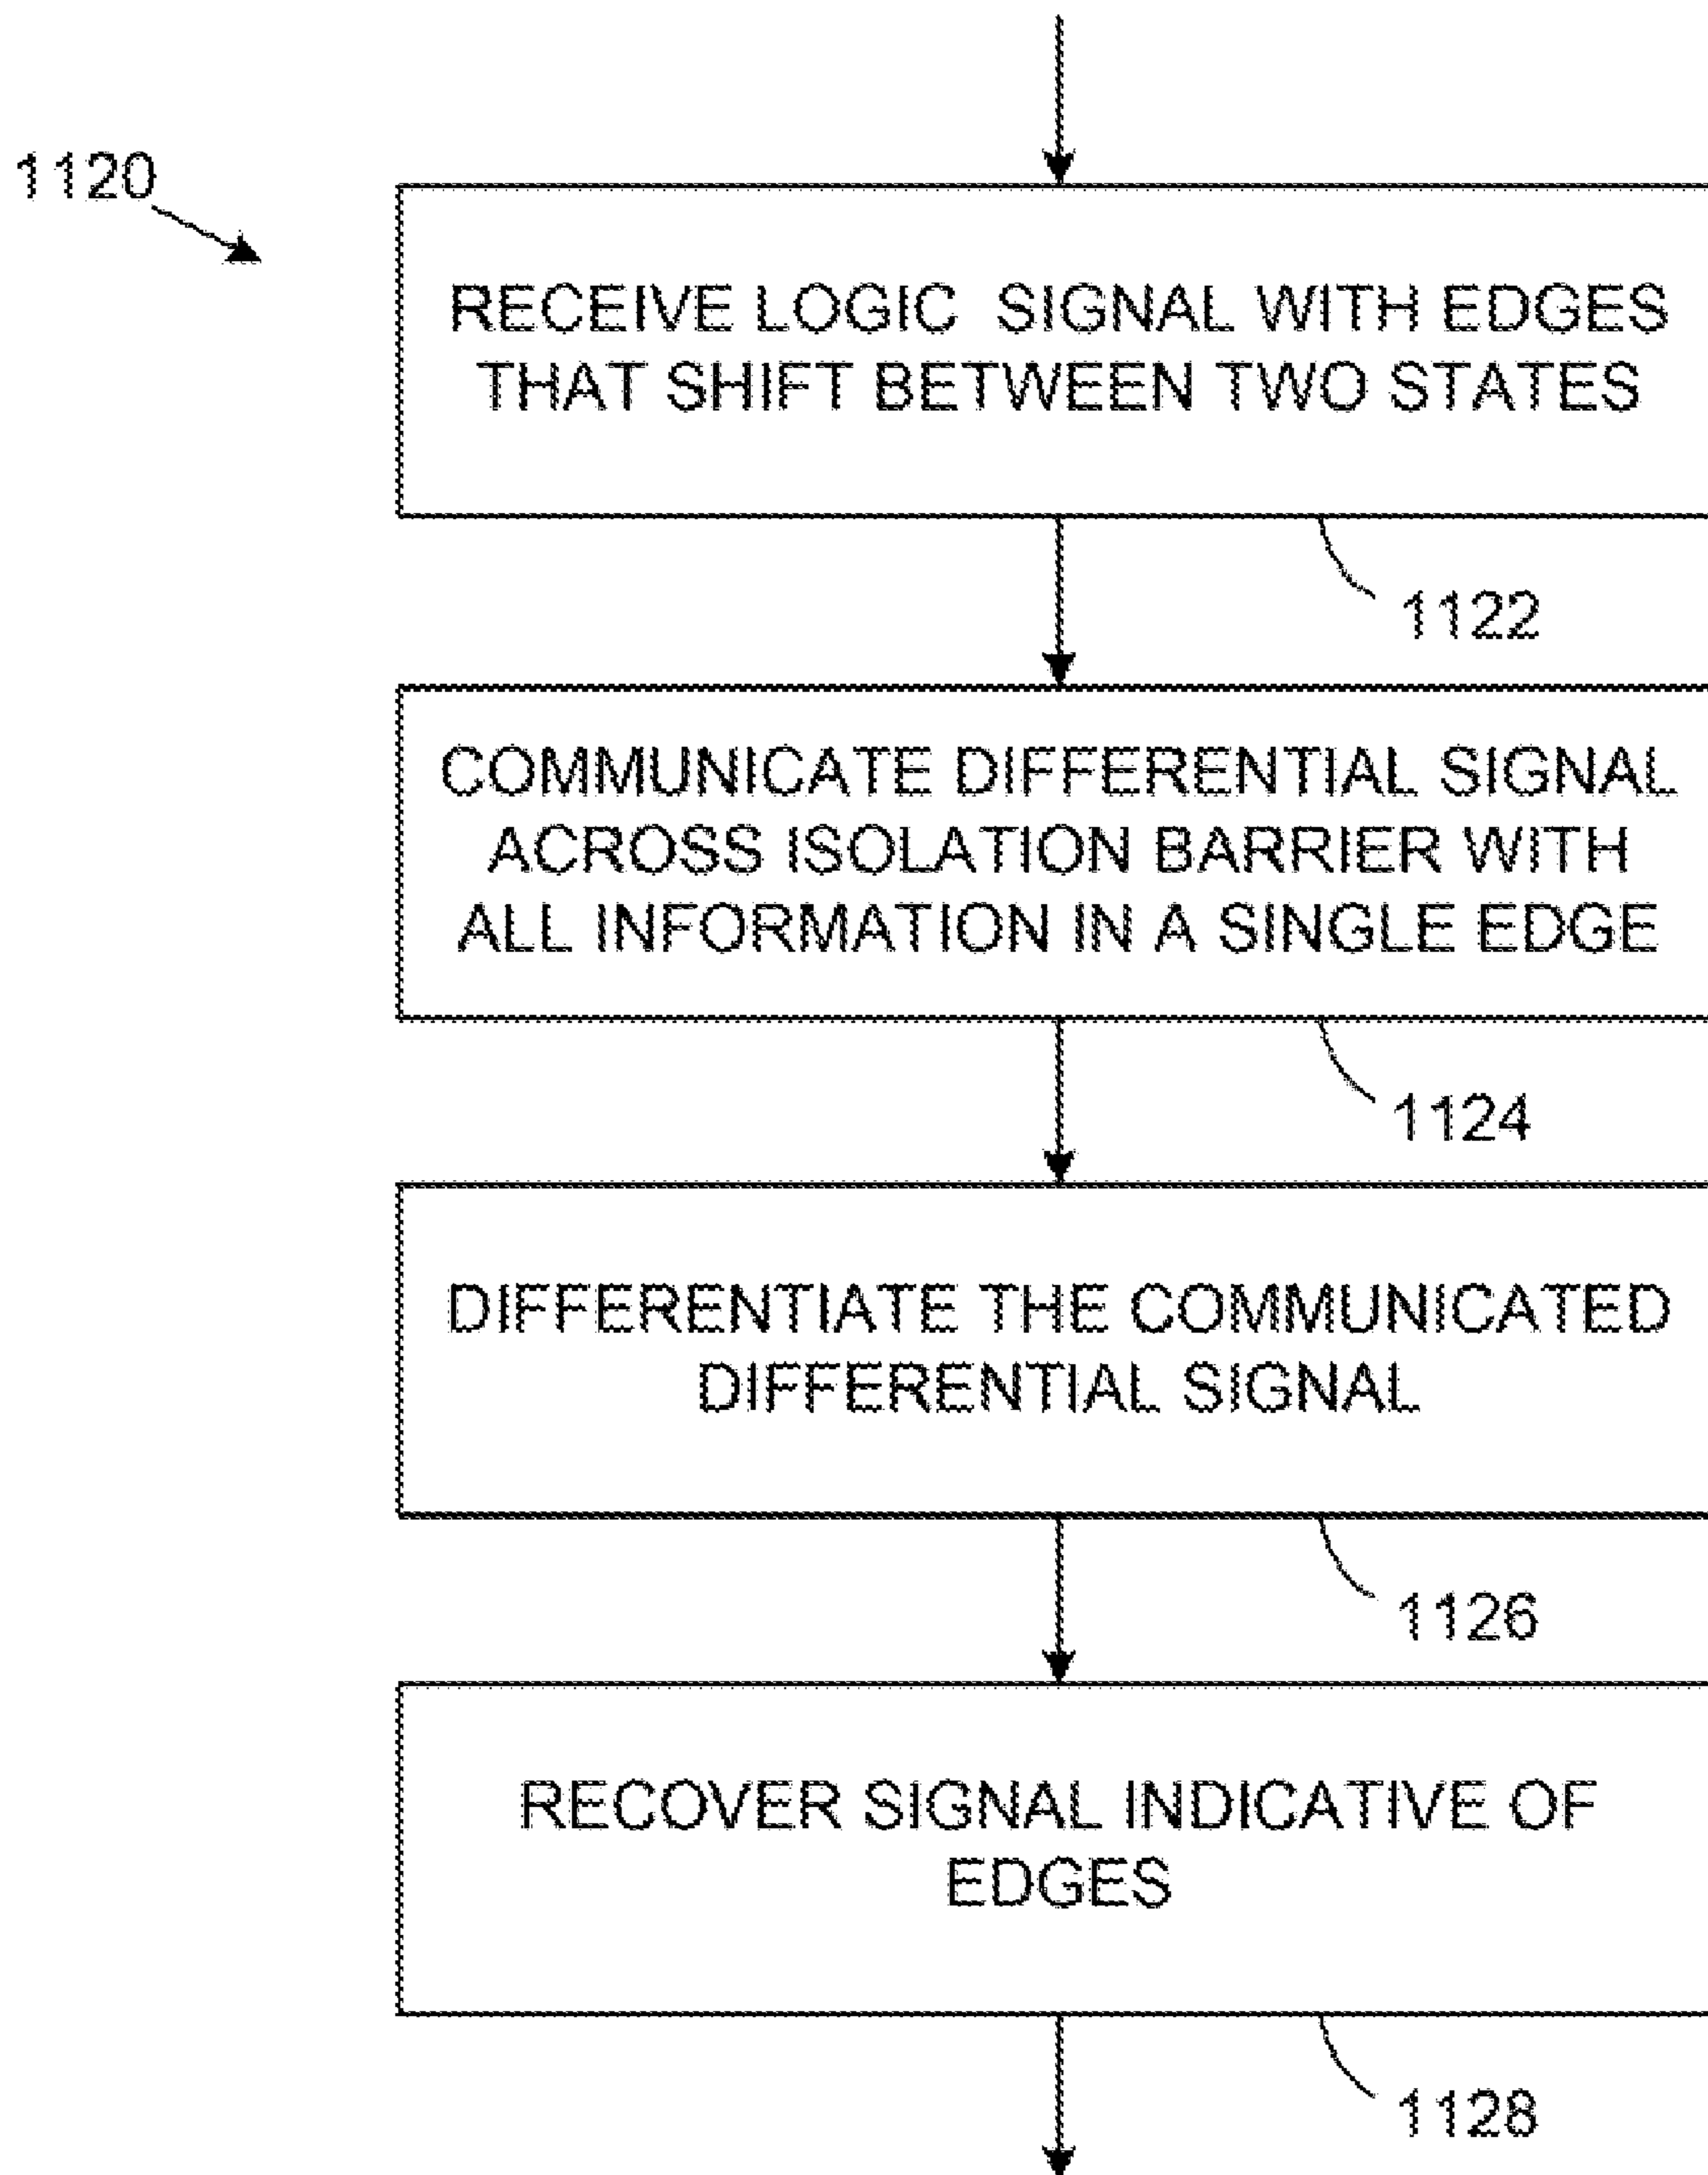 1120
RECEIVE LOGIC SIGNAL WITH EDGES
THAT SHIFT BETWEEN TWO STATES
1122
COMMUNICATE DIFFERENTIAL SIGNAL
ACROSS ISOLATION BARRIER WITH
ALL INFORMATION IN A SINGLE EDGE
1124
DIFFERENTIATE THE COMMUNICATED
DIFFERENTIAL SIGNAL
1126
RECOVER SIGNAL INDICATIVE OF
EDGES
1128